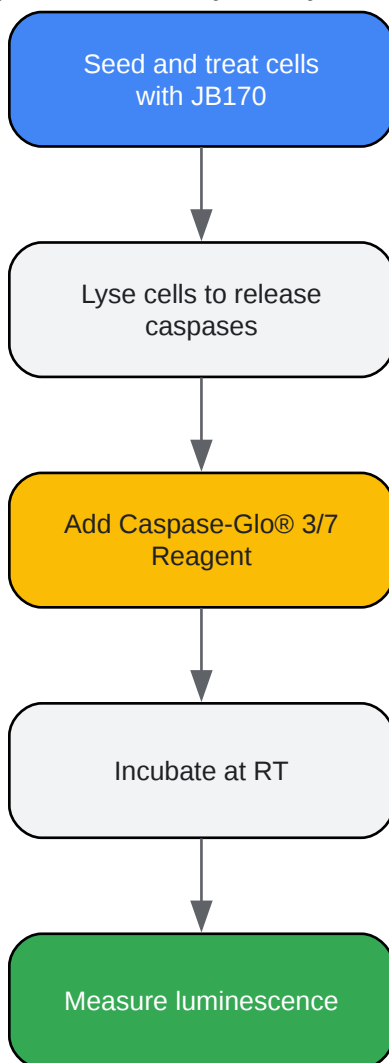 Seed and treat cells
with JB170
Lyse cells to release
caspases
Add Caspase-Glo® 3/7
Reagent
Incubate at RT
Measure luminescence